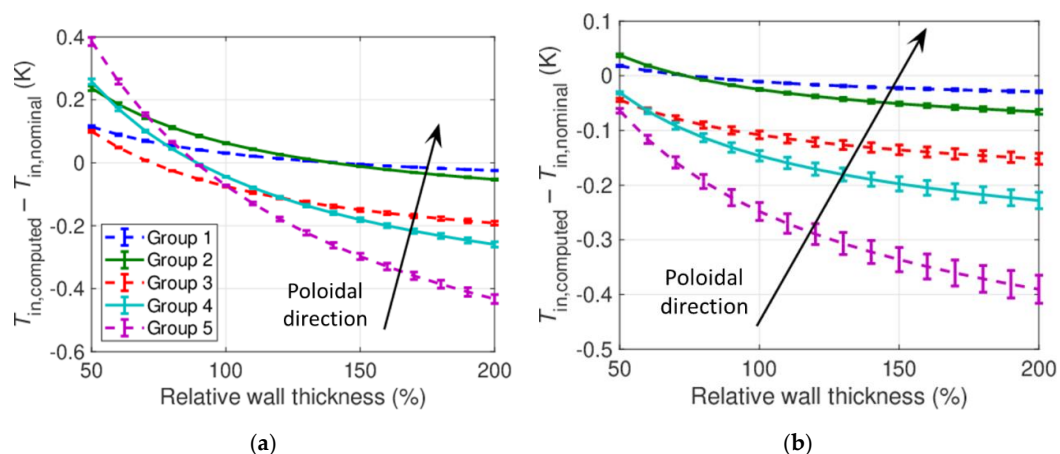 0.4
0.2
0
-0.2
-0.4
-0.6
T_in,computed − T_in,nominal (K)
Group 1
Group 2
Group 3
Group 4
Group 5
Poloidal
direction
50
100
150
200
Relative wall thickness (%)
(a)
0.1
0
-0.1
-0.2
-0.3
-0.4
-0.5
T_in,computed − T_in,nominal (K)
Poloidal
direction
50
100
150
200
Relative wall thickness (%)
(b)